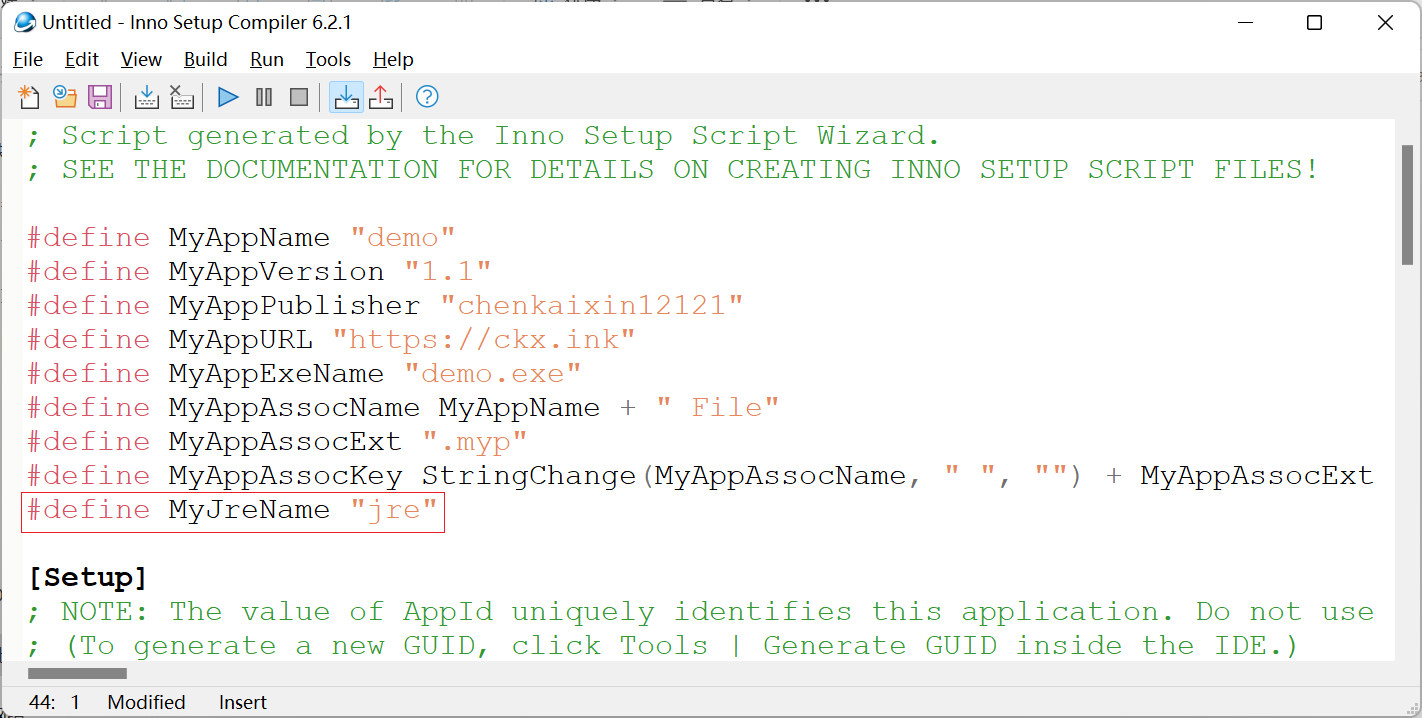 Untitled - Inno Setup Compiler 6.2.1
File Edit View Build Run Tools Help
; Script generated by the Inno Setup Script Wizard.
; SEE THE DOCUMENTATION FOR DETAILS ON CREATING INNO SETUP SCRIPT FILES!
#define MyAppName "demo"
#define MyAppVersion "1.1"
#define MyAppPublisher "chenkaixin12121"
#define MyAppURL "https://ckx.ink"
#define MyAppExeName "demo.exe"
#define MyAppAssocName MyAppName + " File"
#define MyAppAssocExt ".myp"
#define MyAppAssocKey StringChange(MyAppAssocName, " ", "") + MyAppAssocExt
#define MyJreName "jre"
[Setup]
; NOTE: The value of AppId uniquely identifies this application. Do not use
; (To generate a new GUID, click Tools | Generate GUID inside the IDE.)
44: 1 Modified Insert